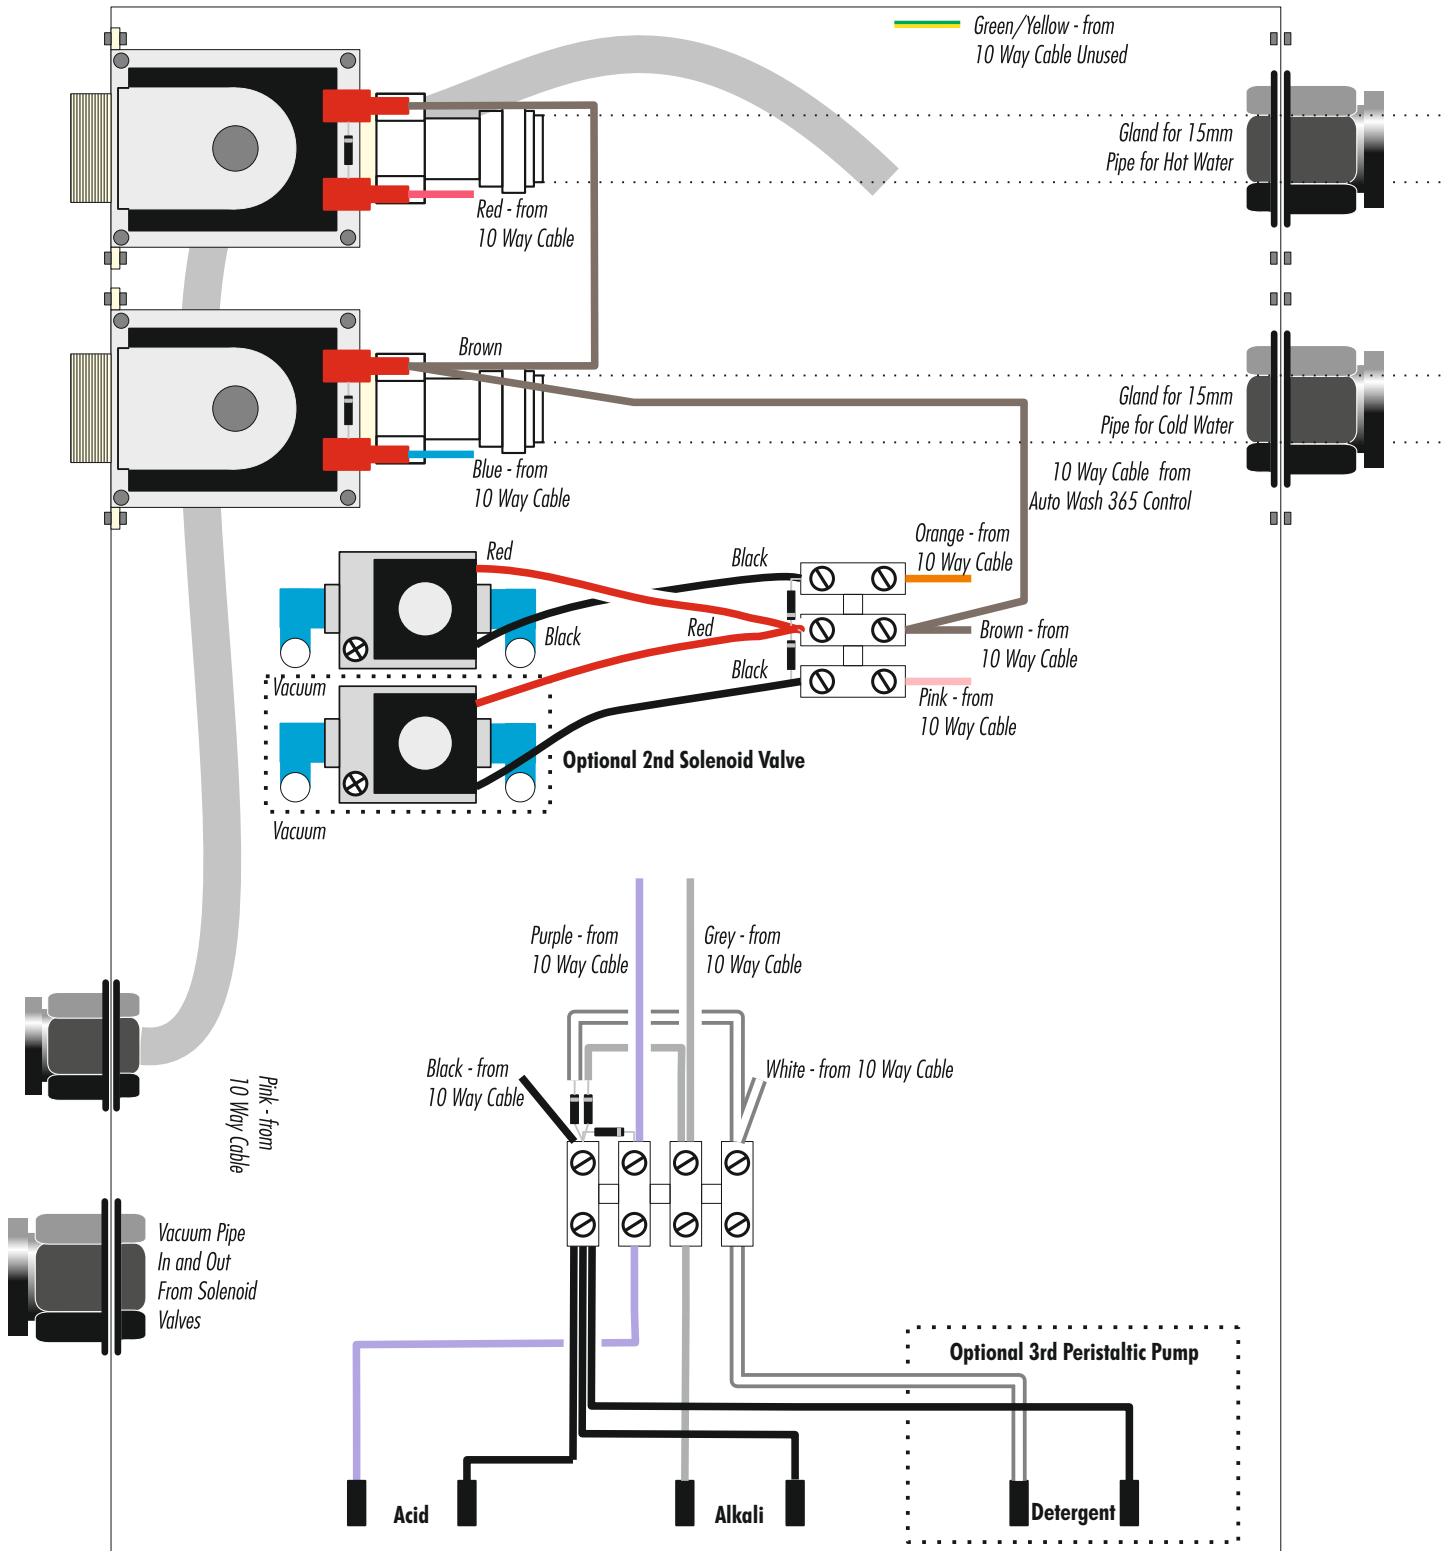 Green/Yellow - from
10 Way Cable Unused
Gland for 15mm
Pipe for Hot Water
Red - from
10 Way Cable
Brown
Gland for 15mm
Pipe for Cold Water
Blue - from
10 Way Cable
10 Way Cable from
Auto Wash 365 Control
Red
Black
Orange - from
10 Way Cable
Black
Red
Brown - from
10 Way Cable
Black
Vacuum
Pink - from
10 Way Cable
Optional 2nd Solenoid Valve
Vacuum
Purple - from
10 Way Cable
Grey - from
10 Way Cable
Black - from
10 Way Cable
White - from 10 Way Cable
Pink - from
10 Way Cable
Vacuum Pipe
In and Out
From Solenoid
Valves
Optional 3rd Peristaltic Pump
Acid
Alkali
Detergent